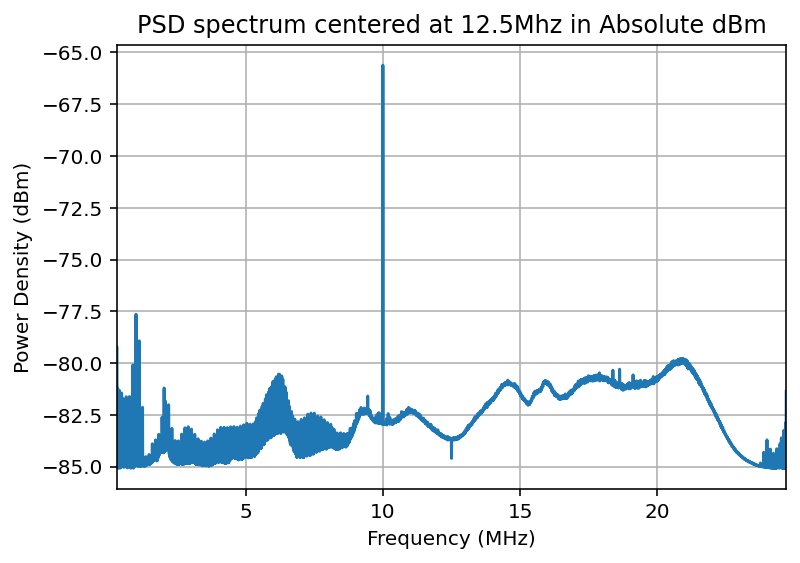 PSD spectrum centered at 12.5Mhz in Absolute dBm
−65.0
−67.5
−70.0
−72.5
−75.0
−77.5
−80.0
−82.5
−85.0
Power Density (dBm)
5 10 15 20
Frequency (MHz)